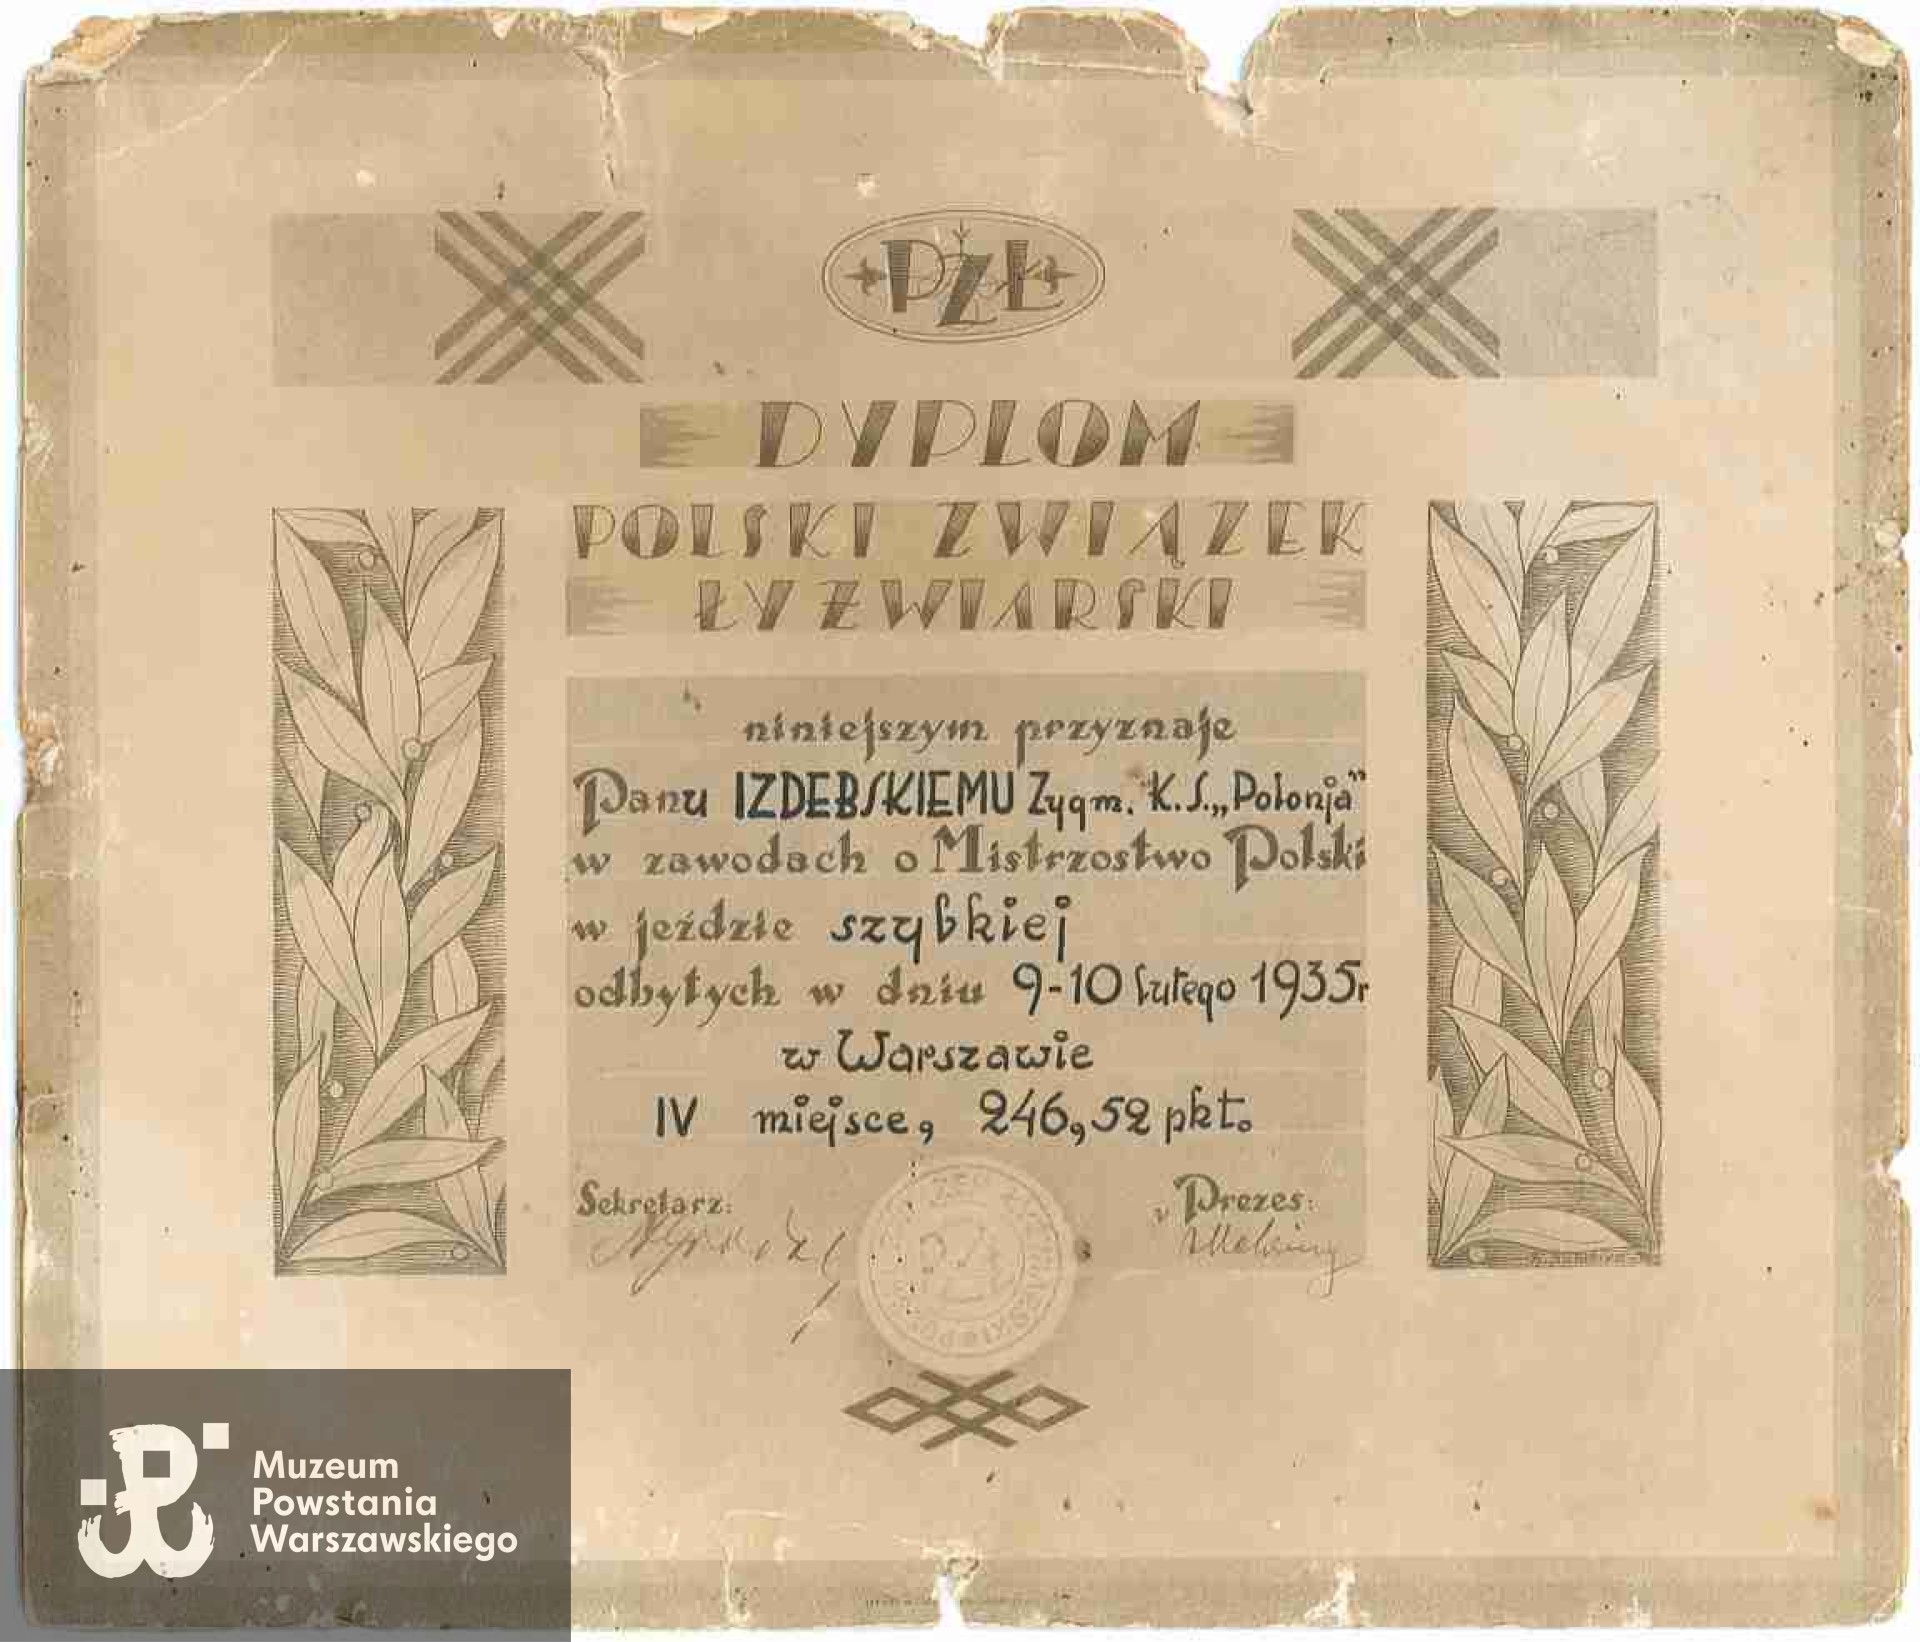 PZŁ
DYPLOM
POLSKI ZWIĄZEK
ŁYŻWIARSKI
niniejszym przyznaje
Panu IZDEBSKIEMU Zygm. K.S. „Polonja”
w zawodach o Mistrzostwo Polski
w jeździe szybkiej
odbytych w dniu 9-10 lutego 1935r
w Warszawie
IV miejsce, 246,52 pkt.
Sekretarz:
Prezes:
Muzeum
Powstania
Warszawskiego